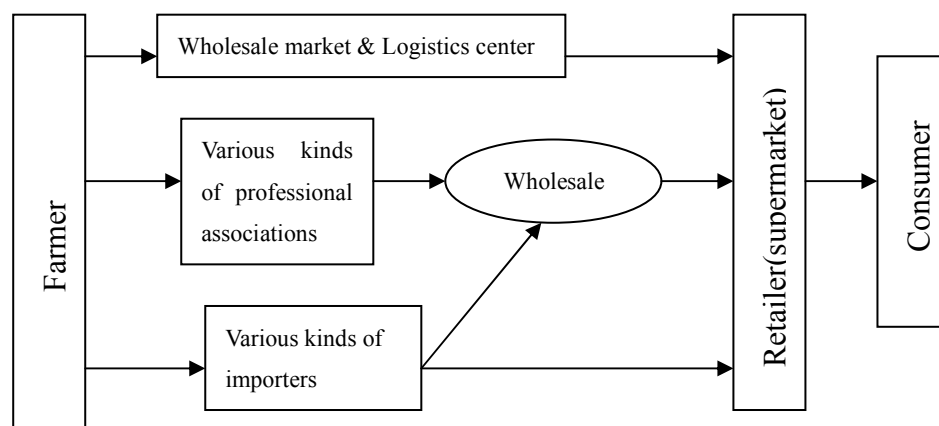 Farmer
Wholesale market & Logistics center
Various kinds
of professional
associations
Wholesale
Various kinds of
importers
Retailer(supermarket)
Consumer